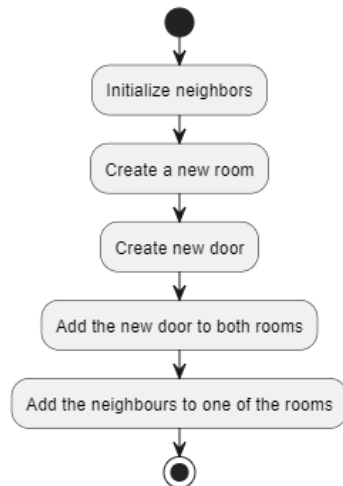 Initialize neighbors
Create a new room
Create new door
Add the new door to both rooms
Add the neighbours to one of the rooms